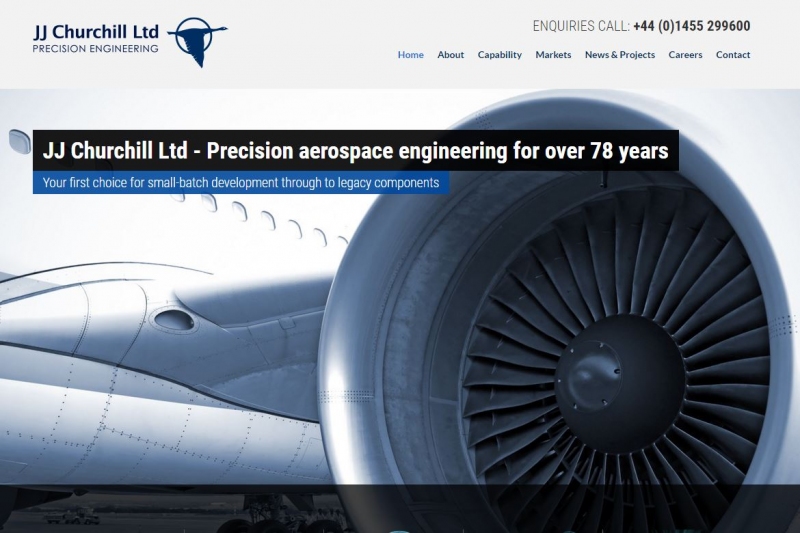 JJ Churchill Ltd
PRECISION ENGINEERING
ENQUIRIES CALL: +44 (0)1455 299600
Home About Capability Markets News & Projects Careers Contact
JJ Churchill Ltd - Precision aerospace engineering for over 78 years
Your first choice for small-batch development through to legacy components